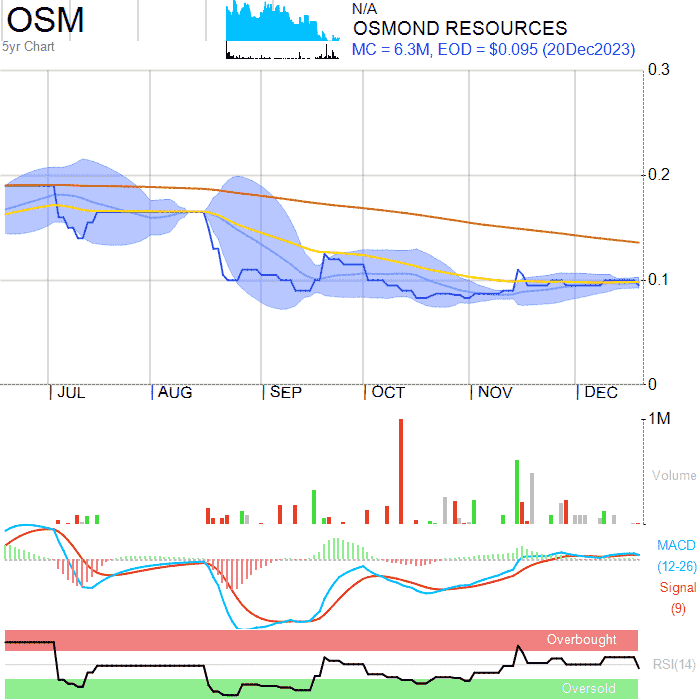 OSM
5yr Chart
N/A
OSMOND RESOURCES
MC = 6.3M, EOD = $0.095 (20Dec2023)
0.3
0.2
0.1
0
JUL AUG SEP OCT NOV DEC
1M
Volume
MACD
(12-26)
Signal
(9)
Overbought
RSI(14)
Oversold